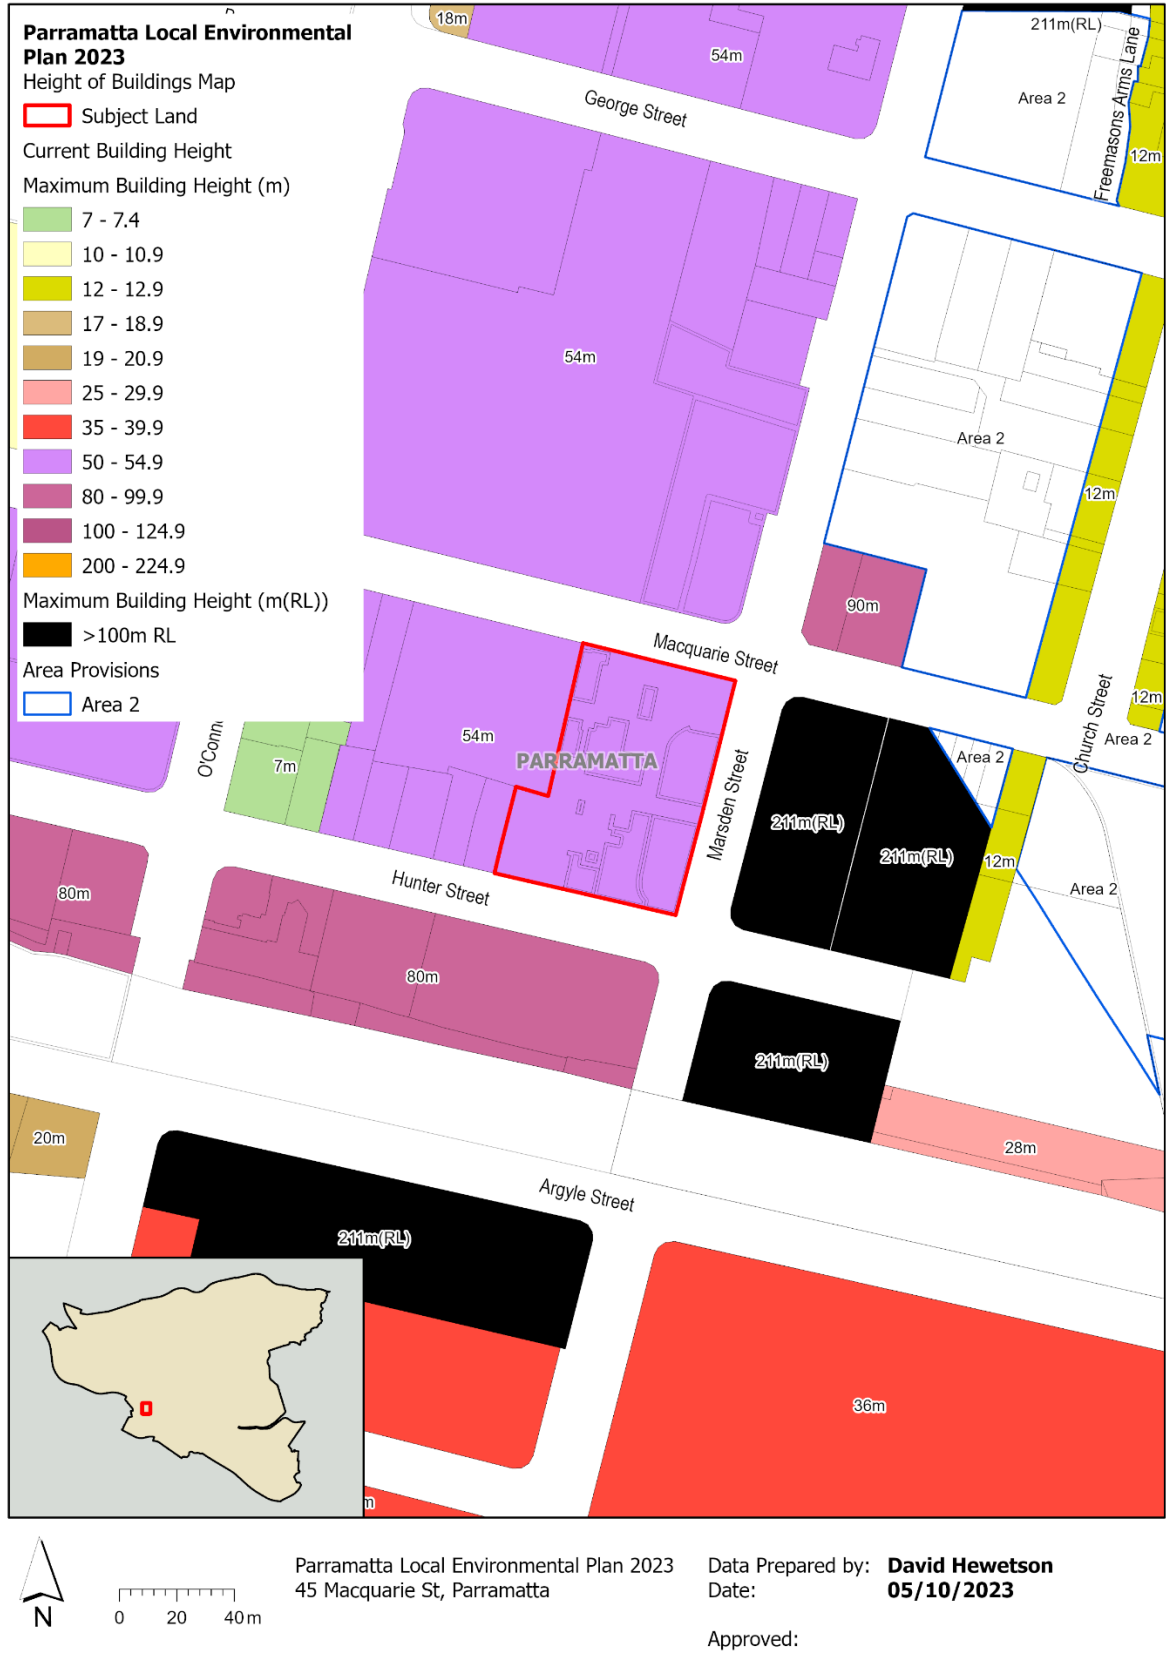 Parramatta Local Environmental
Plan 2023
Height of Buildings Map
Subject Land
Current Building Height
Maximum Building Height (m)
7 - 7.4
10 - 10.9
12 - 12.9
17 - 18.9
19 - 20.9
25 - 29.9
35 - 39.9
50 - 54.9
80 - 99.9
100 - 124.9
200 - 224.9
Maximum Building Height (m(RL))
>100m RL
Area Provisions
Area 2
18m
54m
211m(RL)
Area 2
Freemasons Arms Lane
12m
George Street
54m
Area 2
12m
90m
Macquarie Street
12m
Church Street
Area 2
54m
PARRAMATTA
O'Conn
7m
Marsden Street
211m(RL)
211m(RL)
Area 2
12m
Area 2
Hunter Street
80m
80m
211m(RL)
28m
20m
Argyle Street
211m(RL)
36m
m
N
0 20 40 m
Parramatta Local Environmental Plan 2023
45 Macquarie St, Parramatta
Data Prepared by: David Hewetson
Date: 05/10/2023
Approved: